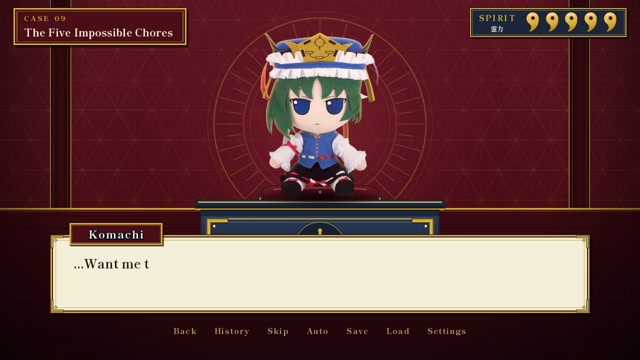 CASE 09
The Five Impossible Chores
SPIRIT
霊力
Komachi
...Want me t
Back History Skip Auto Save Load Settings